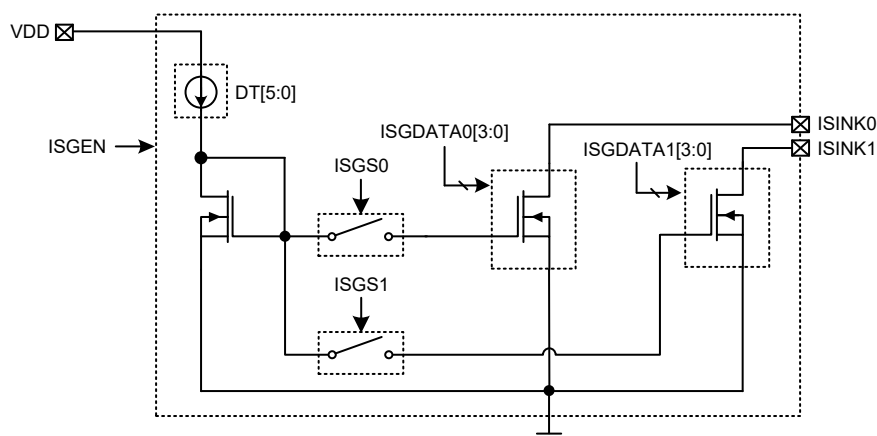 VDD
DT[5:0]
ISGEN
ISGDATA0[3:0]
ISINK0
ISGDATA1[3:0]
ISINK1
ISGS0
ISGS1